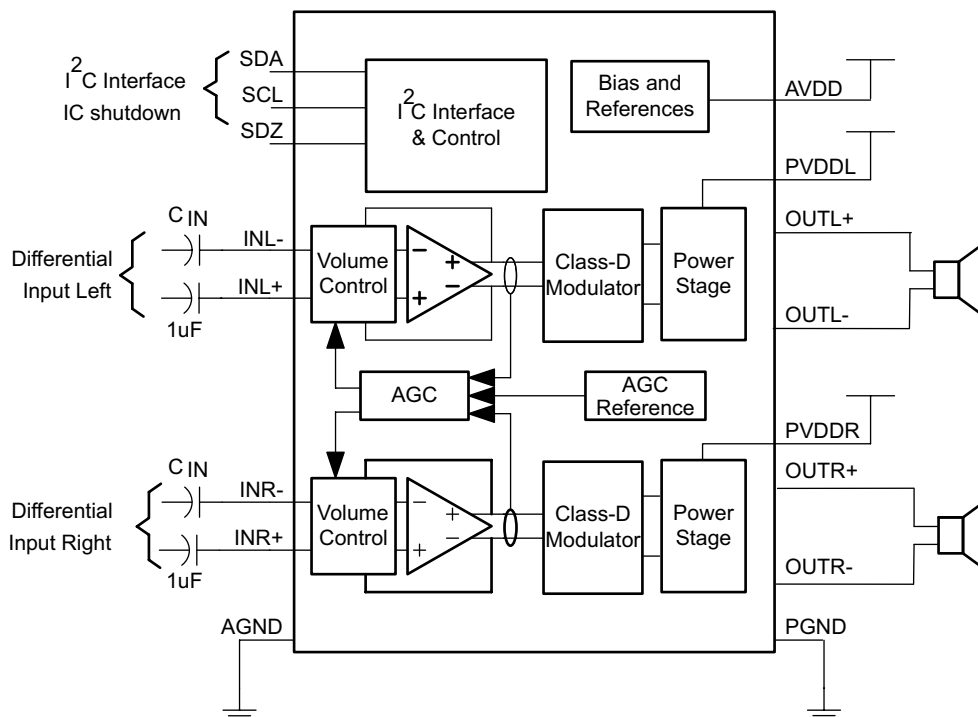 I2C Interface
IC shutdown
SDA
SCL
SDZ
I2C Interface
& Control
Bias and
References
AVDD
PVDDL
Differential
Input Left
CIN
1uF
INL-
INL+
Volume
Control
−
+
+
−
Class-D
Modulator
Power
Stage
OUTL+
OUTL-
AGC
AGC
Reference
PVDDR
Differential
Input Right
CIN
1uF
INR-
INR+
Volume
Control
−
+
+
−
Class-D
Modulator
Power
Stage
OUTR+
OUTR-
AGND
PGND